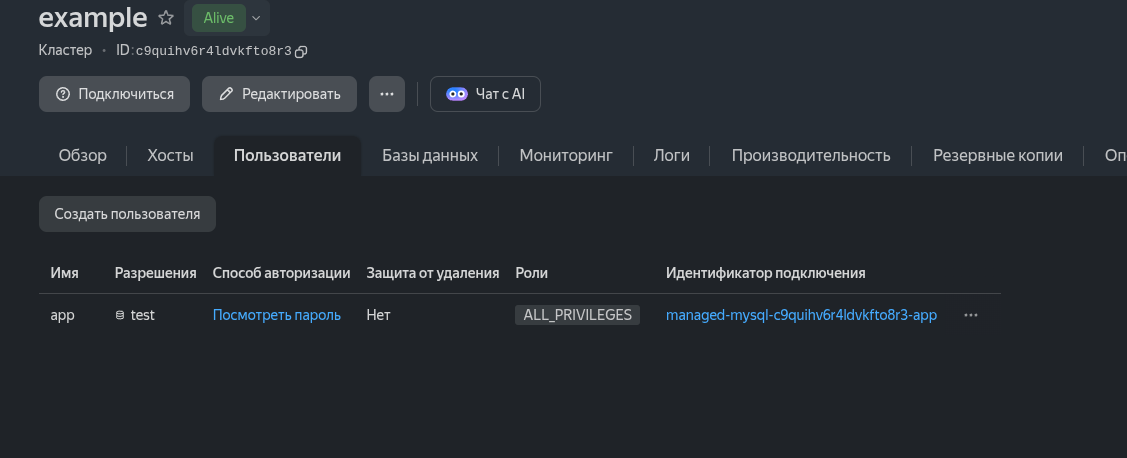 example Alive
Кластер • ID: c9quihv6r4ldvkfto8r3
Подключиться Редактировать ... Чат с AI
Обзор Хосты Пользователи Базы данных Мониторинг Логи Производительность Резервные копии Оп
Создать пользователя
Имя Разрешения Способ авторизации Защита от удаления Роли Идентификатор подключения
app test Посмотреть пароль Нет ALL_PRIVILEGES managed-mysql-c9quihv6r4ldvkfto8r3-app ...